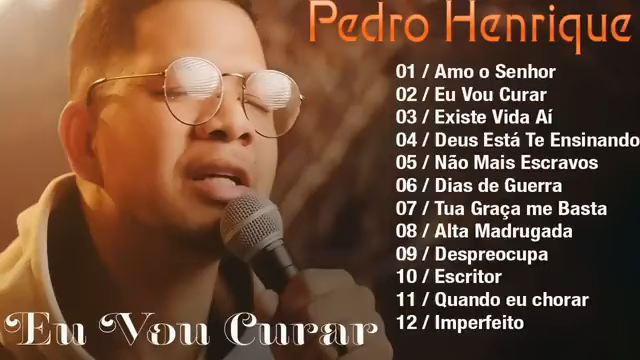 Pedro Henrique
01 / Amo o Senhor
02 / Eu Vou Curar
03 / Existe Vida Aí
04 / Deus Está Te Ensinando
05 / Não Mais Escravos
06 / Dias de Guerra
07 / Tua Graça me Basta
08 / Alta Madrugada
09 / Despreocupa
10 / Escritor
11 / Quando eu chorar
12 / Imperfeito
Eu Vou Curar